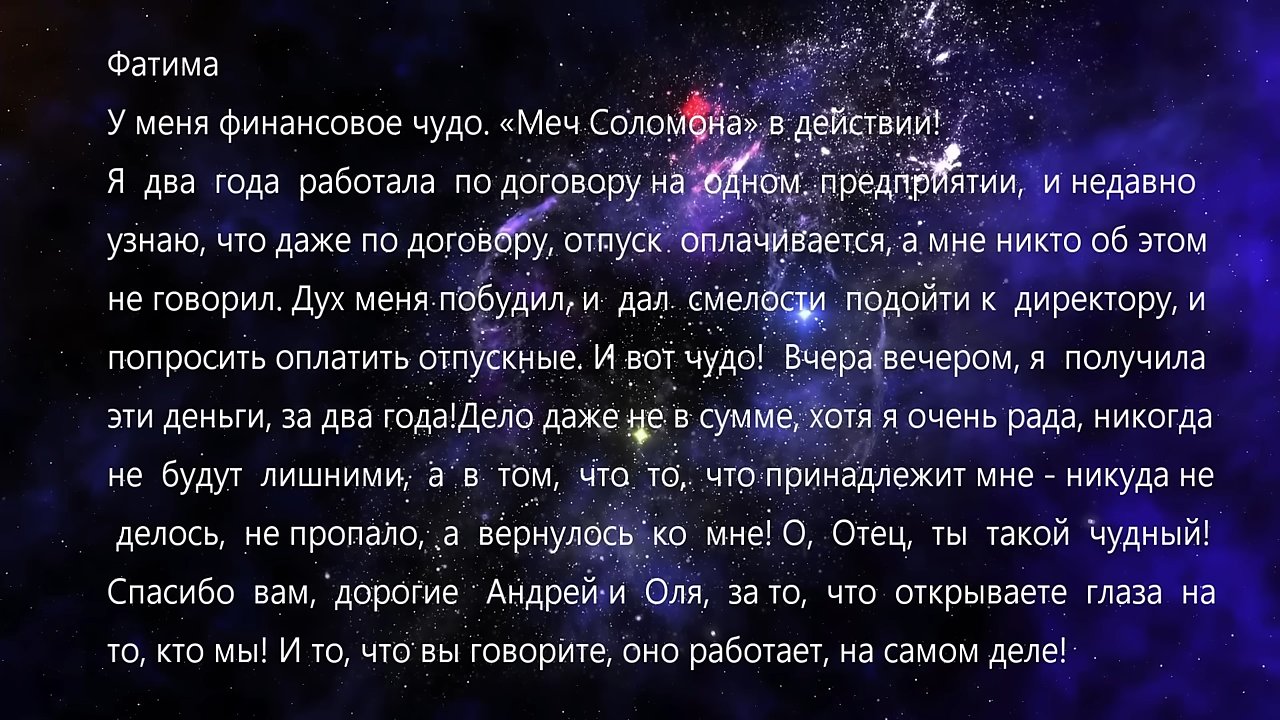 Фатима
У меня финансовое чудо. «Меч Соломона» в действии!
Я два года работала по договору на одном предприятии, и недавно
узнаю, что даже по договору, отпуск оплачивается, а мне никто об этом
не говорил. Дух меня побудил, и дал смелости подойти к директору, и
попросить оплатить отпускные. И вот чудо! Вчера вечером, я получила
эти деньги, за два года!Дело даже не в сумме, хотя я очень рада, никогда
не будут лишними, а в том, что то, что принадлежит мне - никуда не
делось, не пропало, а вернулось ко мне! О, Отец, ты такой чудный!
Спасибо вам, дорогие Андрей и Оля, за то, что открываете глаза на
то, кто мы! И то, что вы говорите, оно работает, на самом деле!